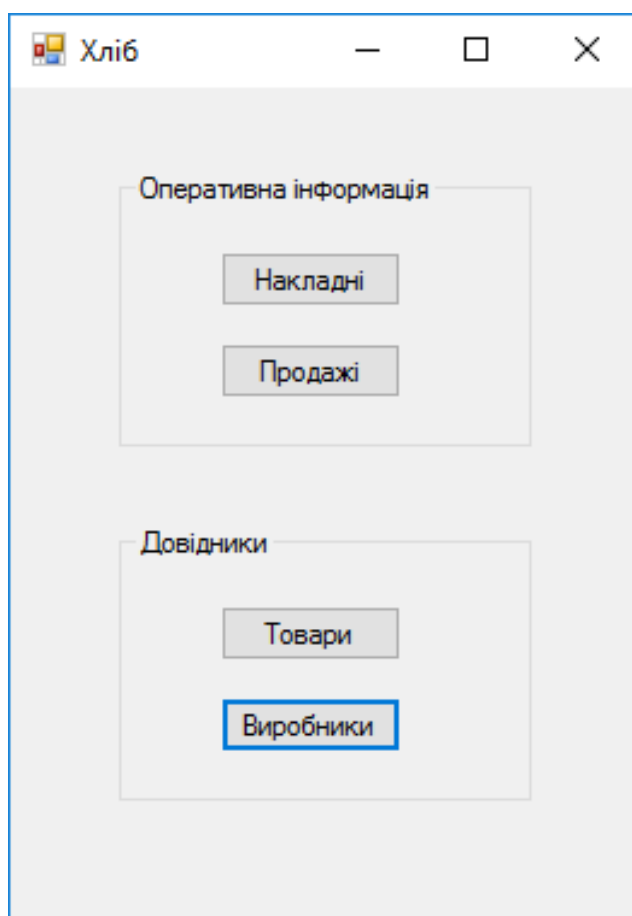 Хліб
Оперативна інформація
Накладні
Продажі
Довідники
Товари
Виробники